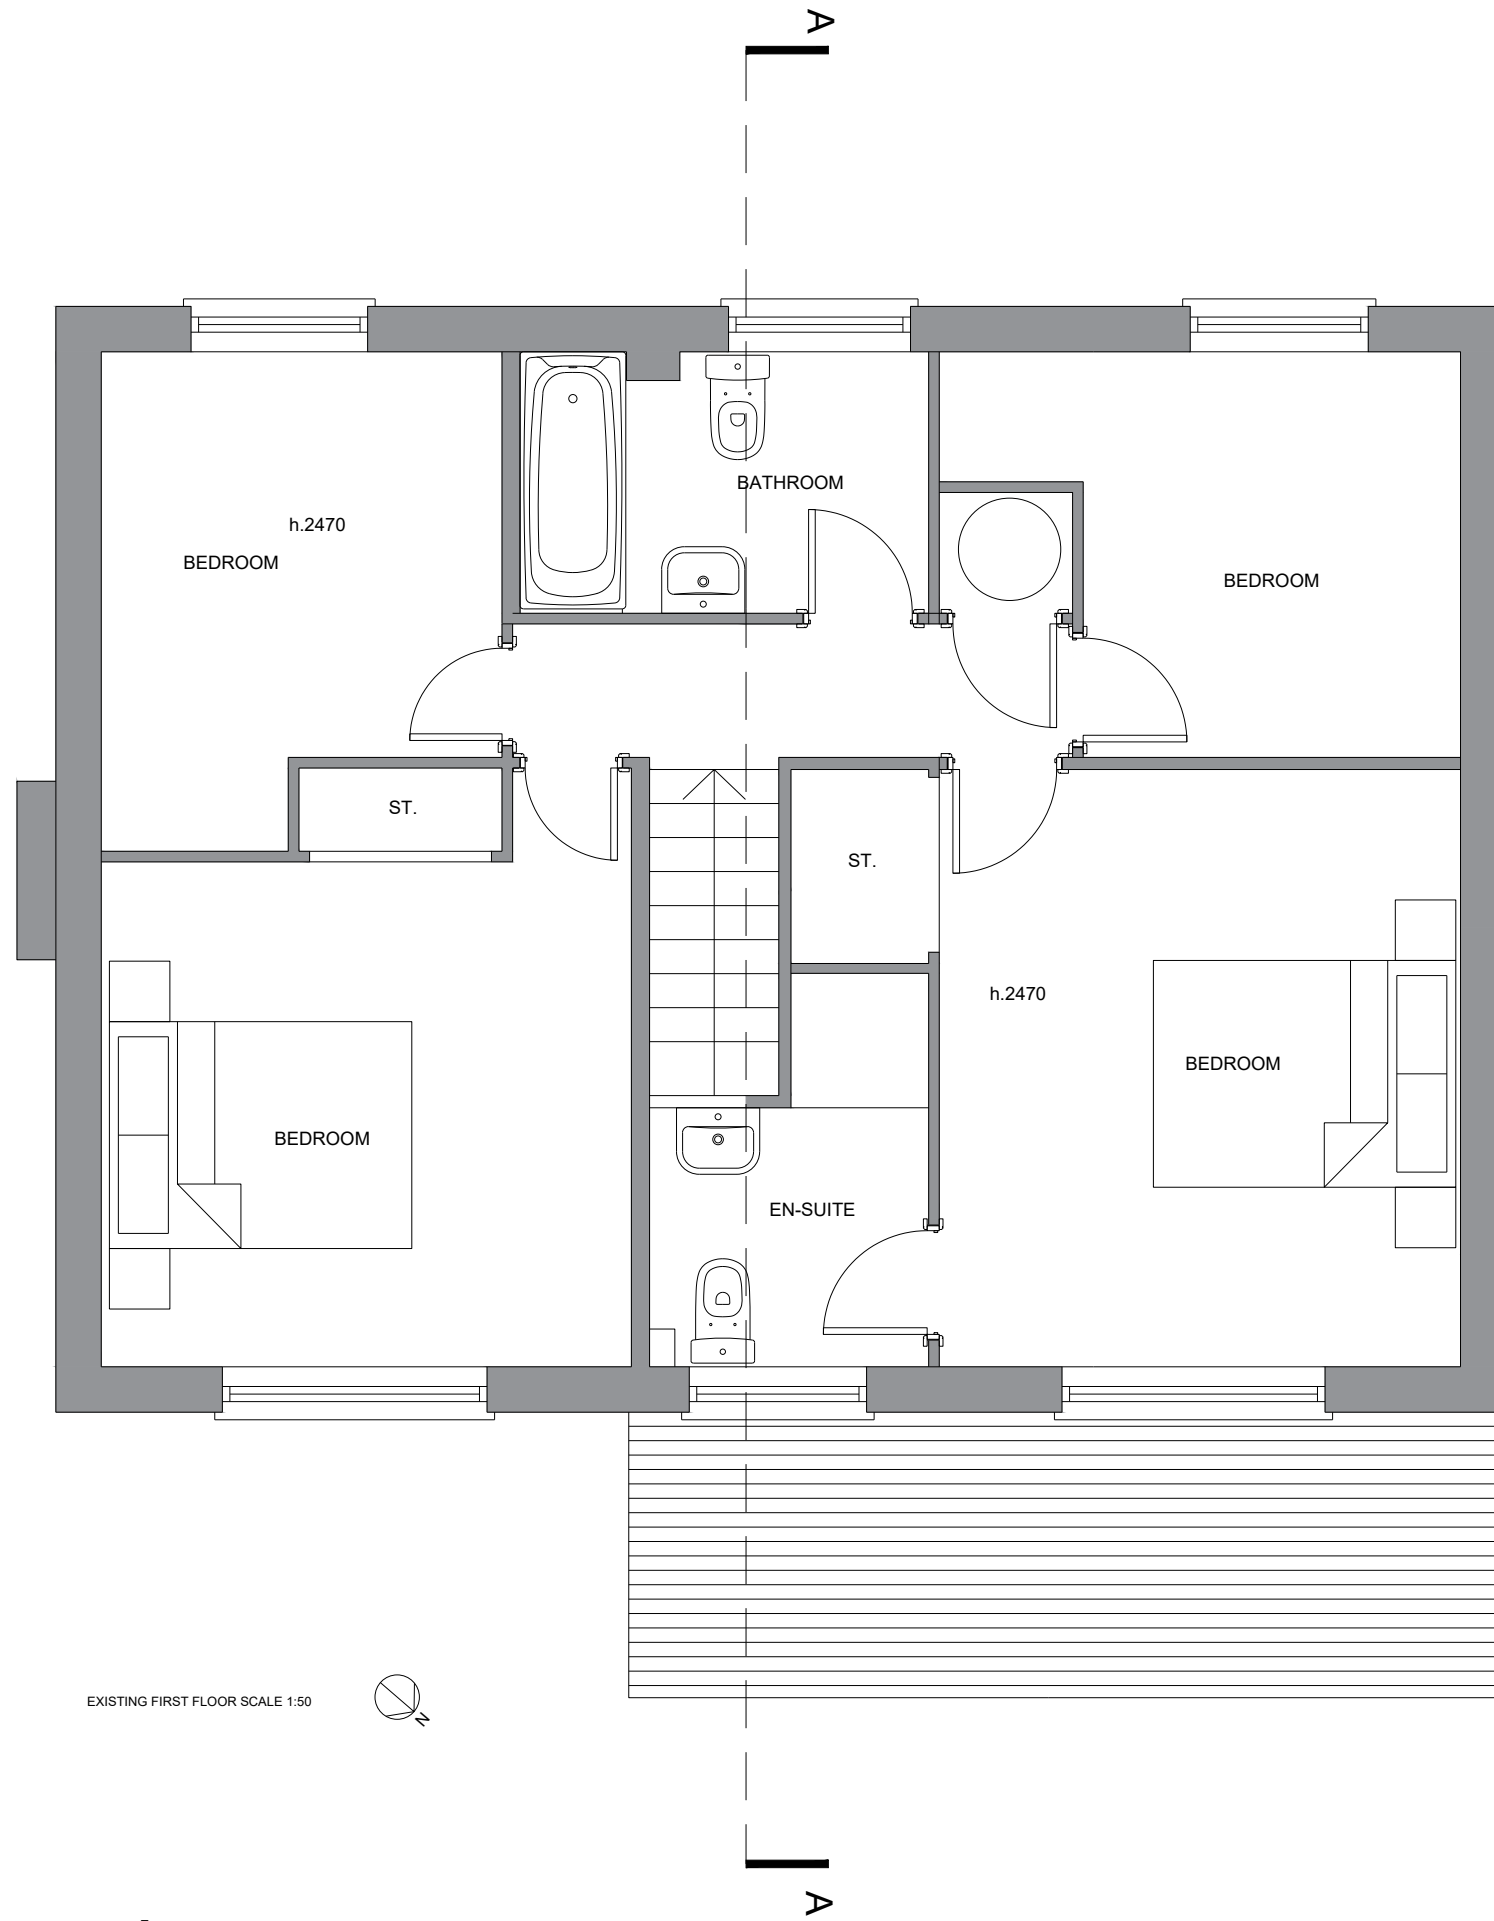 A
BATHROOM
h.2470
BEDROOM
BEDROOM
ST.
ST.
h.2470
BEDROOM
BEDROOM
EN-SUITE
EXISTING FIRST FLOOR SCALE 1:50
N
A